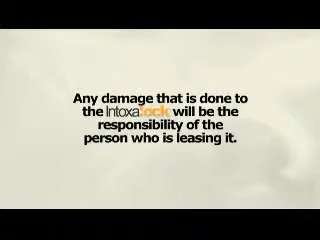 Any damage that is done to
the Intoxalock will be the
responsibility of the
person who is leasing it.